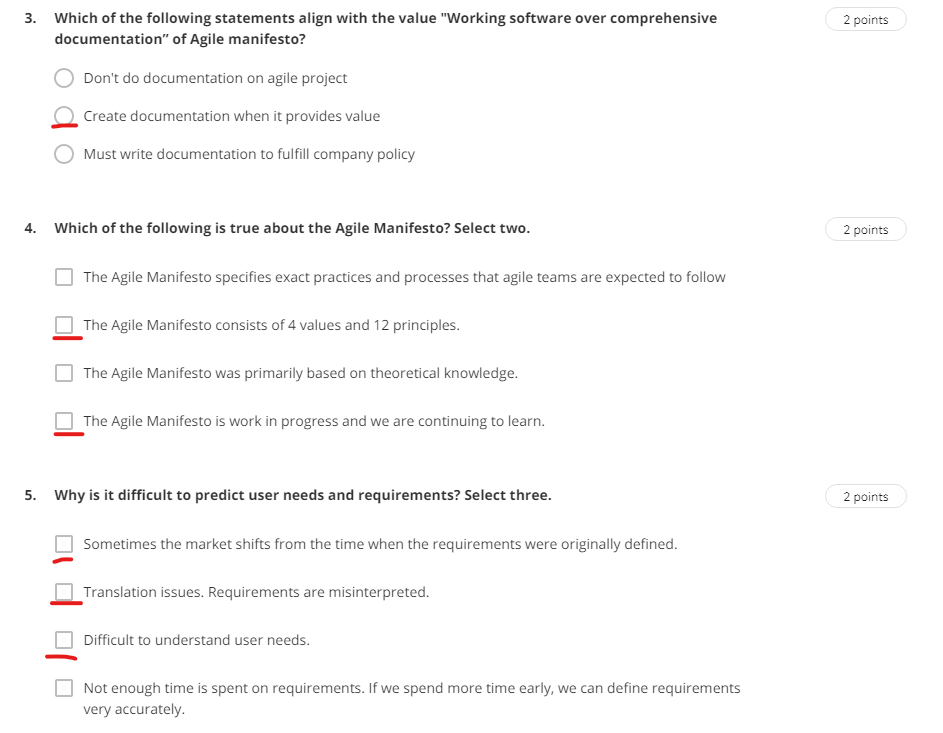 3. Which of the following statements align with the value "Working software over comprehensive 2 points
documentation” of Agile manifesto?
Don't do documentation on agile project
Create documentation when it provides value
Must write documentation to fulfill company policy
4. Which of the following is true about the Agile Manifesto? Select two. 2 points
The Agile Manifesto specifies exact practices and processes that agile teams are expected to follow
The Agile Manifesto consists of 4 values and 12 principles.
The Agile Manifesto was primarily based on theoretical knowledge.
The Agile Manifesto is work in progress and we are continuing to learn.
5. Why is it difficult to predict user needs and requirements? Select three. 2 points
Sometimes the market shifts from the time when the requirements were originally defined.
Translation issues. Requirements are misinterpreted.
Difficult to understand user needs.
Not enough time is spent on requirements. If we spend more time early, we can define requirements
very accurately.